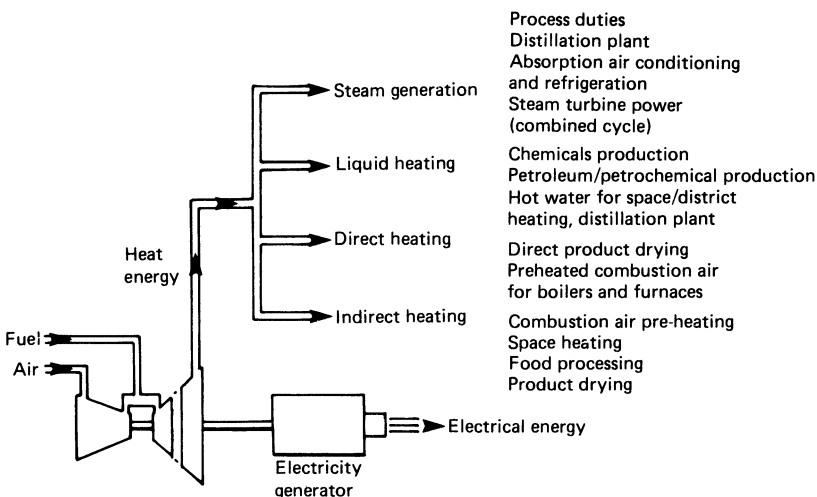 Process duties
Distillation plant
Absorption air conditioning
and refrigeration
Steam turbine power
(combined cycle)
Steam generation
Chemicals production
Petroleum/petrochemical production
Hot water for space/district
heating, distillation plant
Liquid heating
Direct product drying
Preheated combustion air
for boilers and furnaces
Direct heating
Heat
energy
Combustion air pre-heating
Space heating
Food processing
Product drying
Indirect heating
Fuel
Air
Electrical energy
Electricity
generator